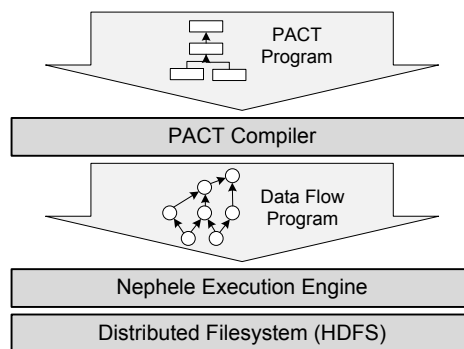 PACT
Program
PACT Compiler
Data Flow
Program
Nephele Execution Engine
Distributed Filesystem (HDFS)